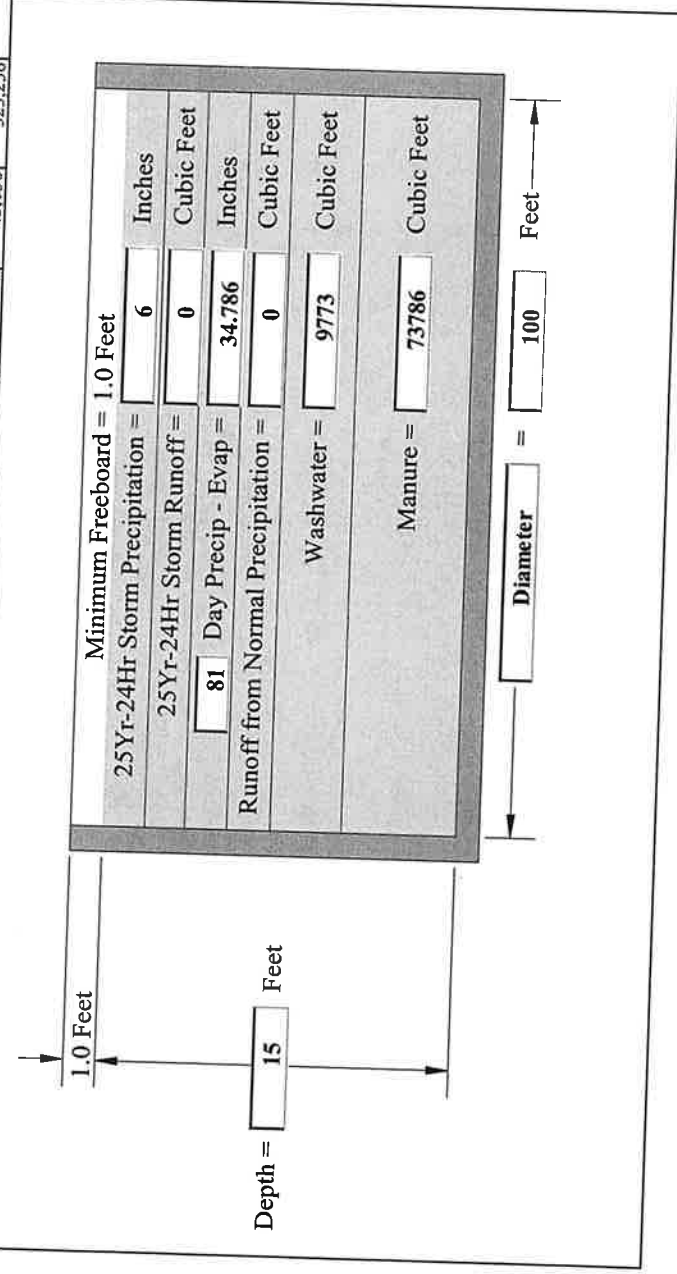 Minimum Freeboard = 1.0 Feet
25Yr-24Hr Storm Precipitation = 6 Inches
25Yr-24Hr Storm Runoff = 0 Cubic Feet
81 Day Precip - Evap = 34.786 Inches
Runoff from Normal Precipitation = 0 Cubic Feet
Washwater = 9773 Cubic Feet
Manure = 73786 Cubic Feet
1.0 Feet
Depth = 15 Feet
Diameter = 100 Feet